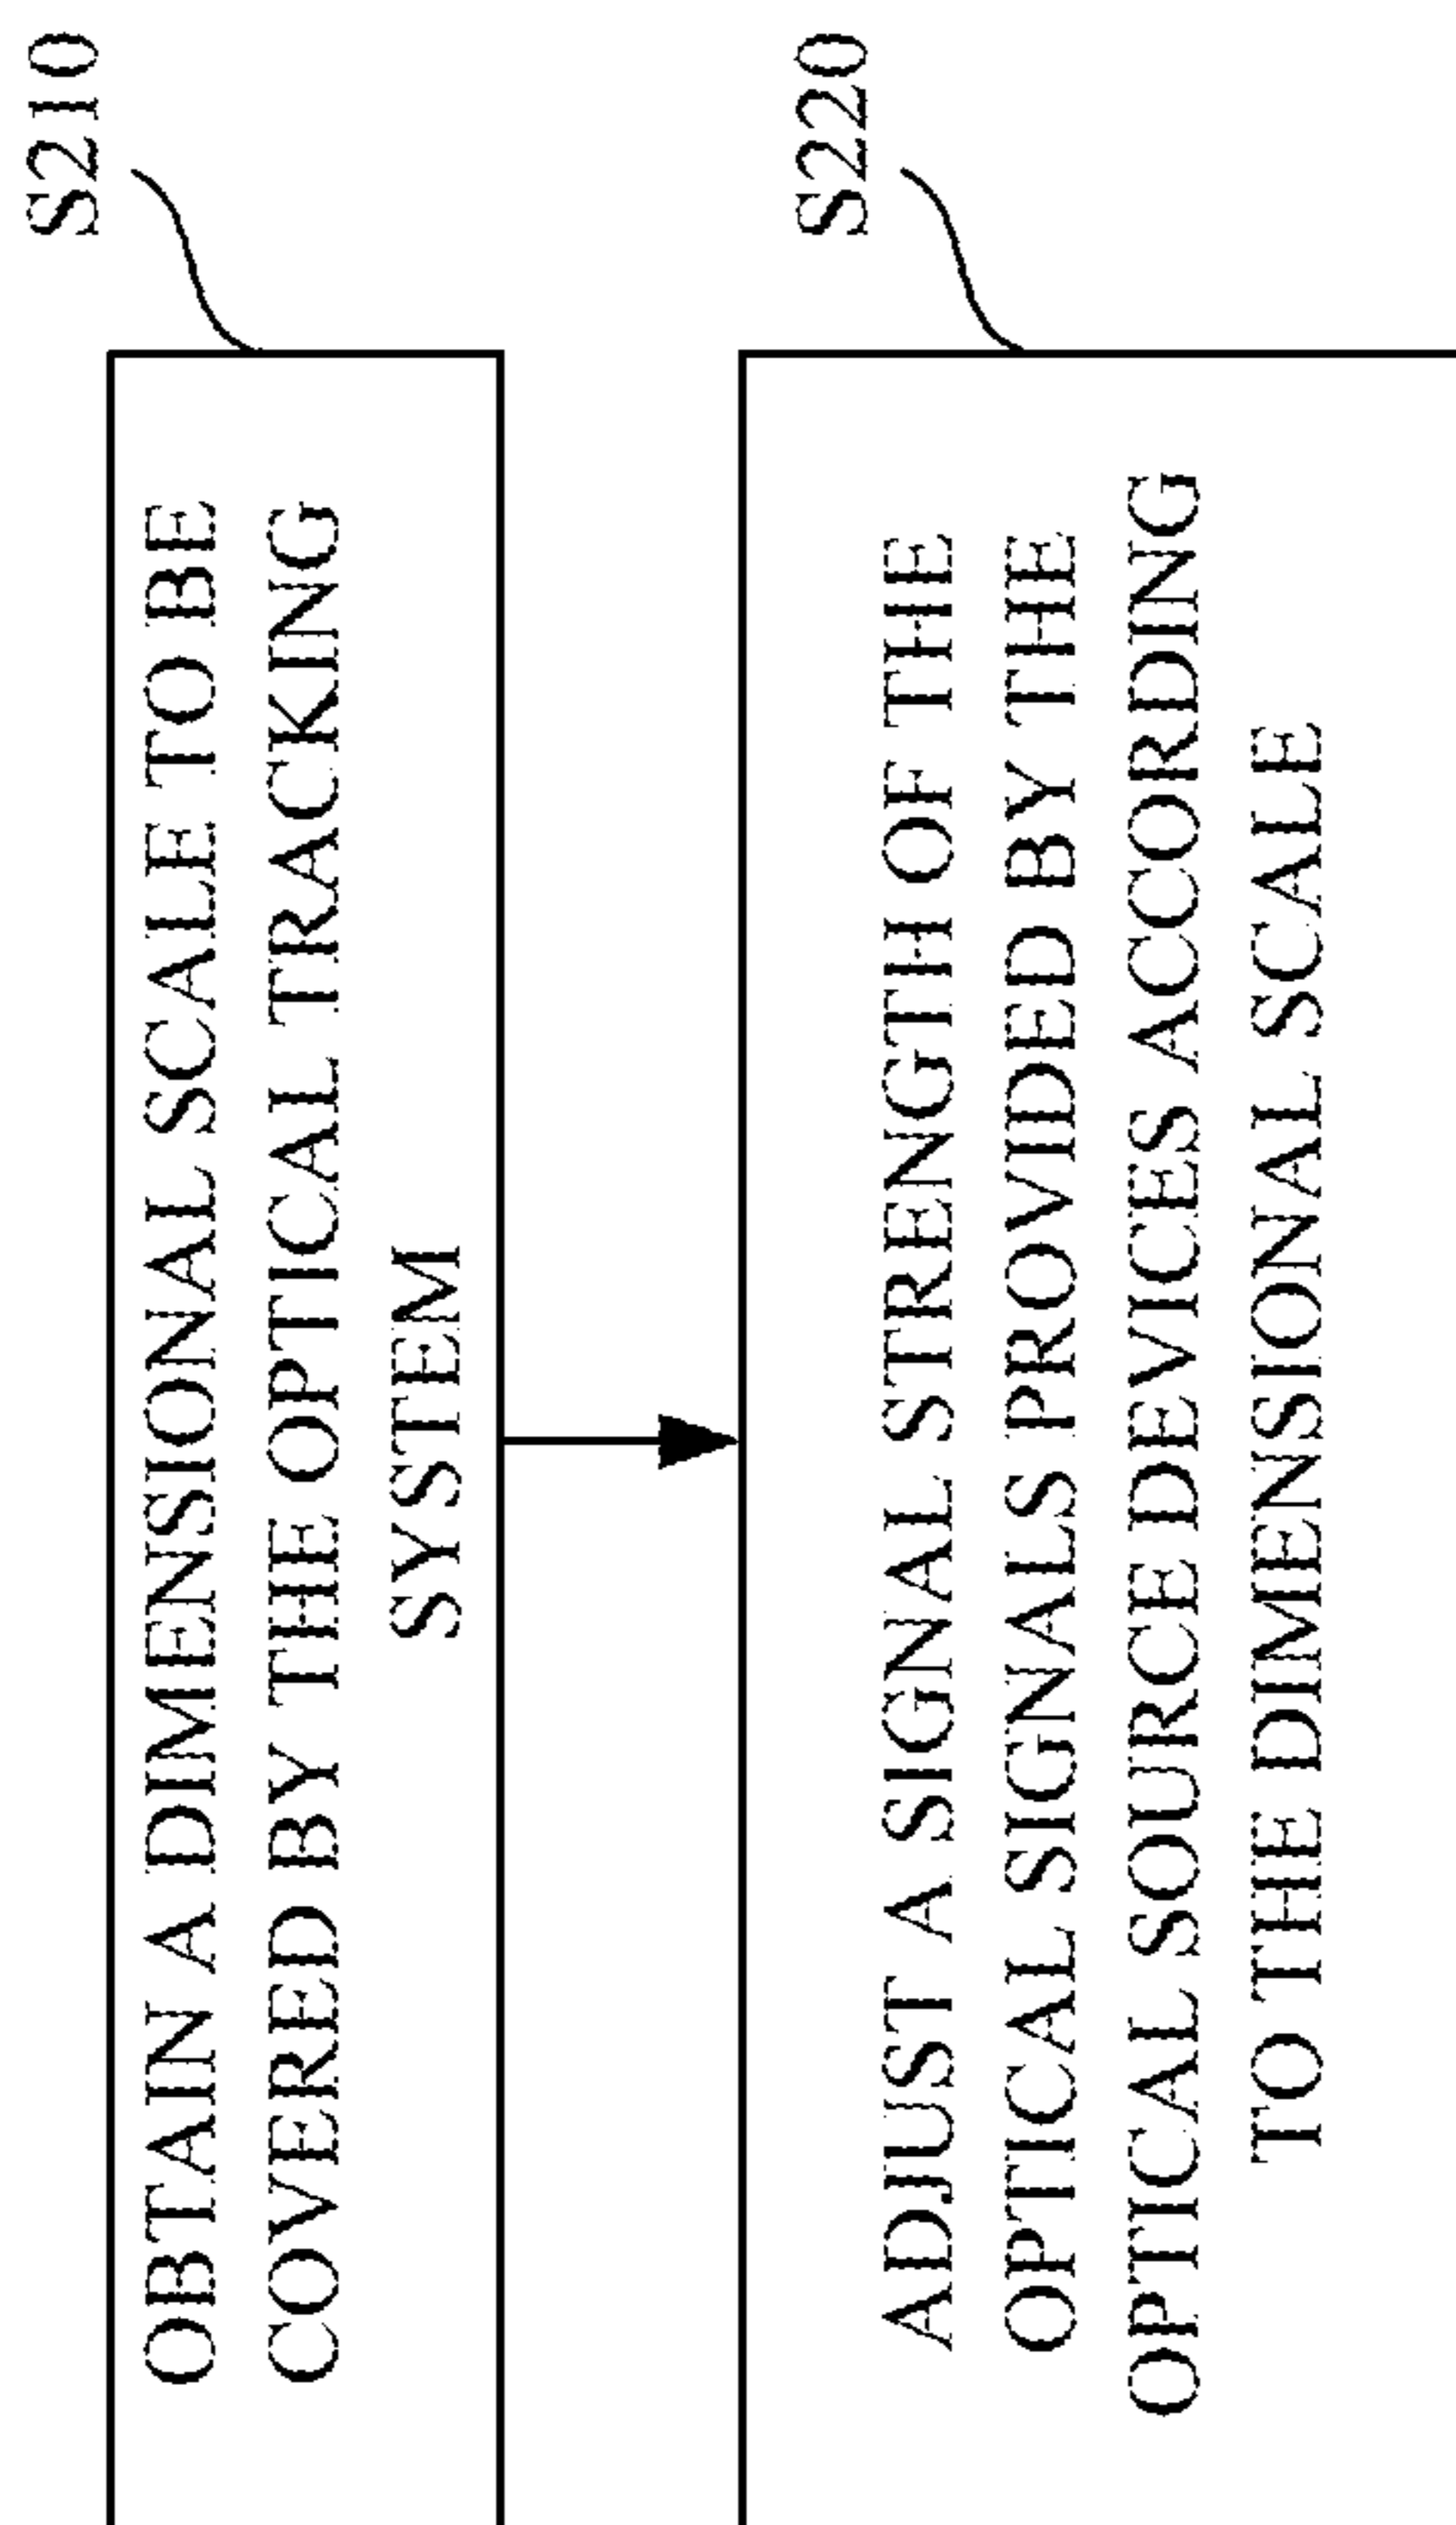 S210
OBTAIN A DIMENSIONAL SCALE TO BE
COVERED BY THE OPTICAL TRACKING
SYSTEM
S220
ADJUST A SIGNAL STRENGTH OF THE
OPTICAL SIGNALS PROVIDED BY THE
OPTICAL SOURCE DEVICES ACCORDING
TO THE DIMENSIONAL SCALE